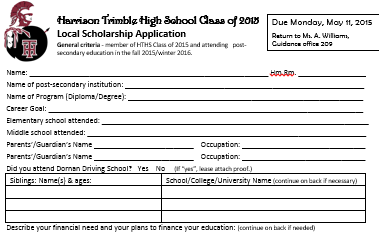 Harrison Trimble High School Class of 2015
Local Scholarship Application
General criteria - member of HTHS Class of 2015 and attending post-
secondary education in the fall 2015/winter 2016.
Due Monday, May 11, 2015
Return to Ms. A. Williams,
Guidance office 209
H
Name: Hm.Rm.
Name of post-secondary institution:
Name of Program (Diploma/Degree):
Career Goal:
Elementary school attended:
Middle school attended:
Parents'/Guardian's Name Occupation:
Parents'/Guardian's Name Occupation:
Did you attend Dornan Driving School? Yes No (If "yes", please attach proof.)
Siblings: Name(s) & ages: School/College/University Name (continue on back if necessary)
Describe your financial need and your plans to finance your education: (continue on back if needed)